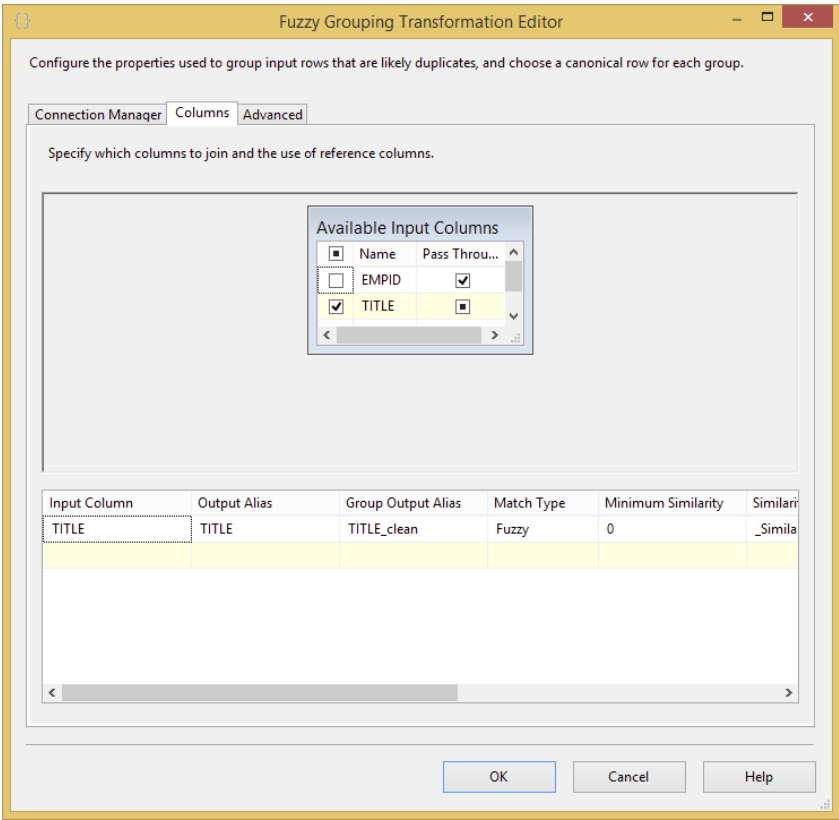 Fuzzy Grouping Transformation Editor
Configure the properties used to group input rows that are likely duplicates, and choose a canonical row for each group.
Connection Manager Columns Advanced
Specify which columns to join and the use of reference columns.
Available Input Columns
Name Pass Throu...
EMPID
TITLE
Input Column Output Alias Group Output Alias Match Type Minimum Similarity Similari
TITLE TITLE TITLE_clean Fuzzy 0 _Simila
OK Cancel Help